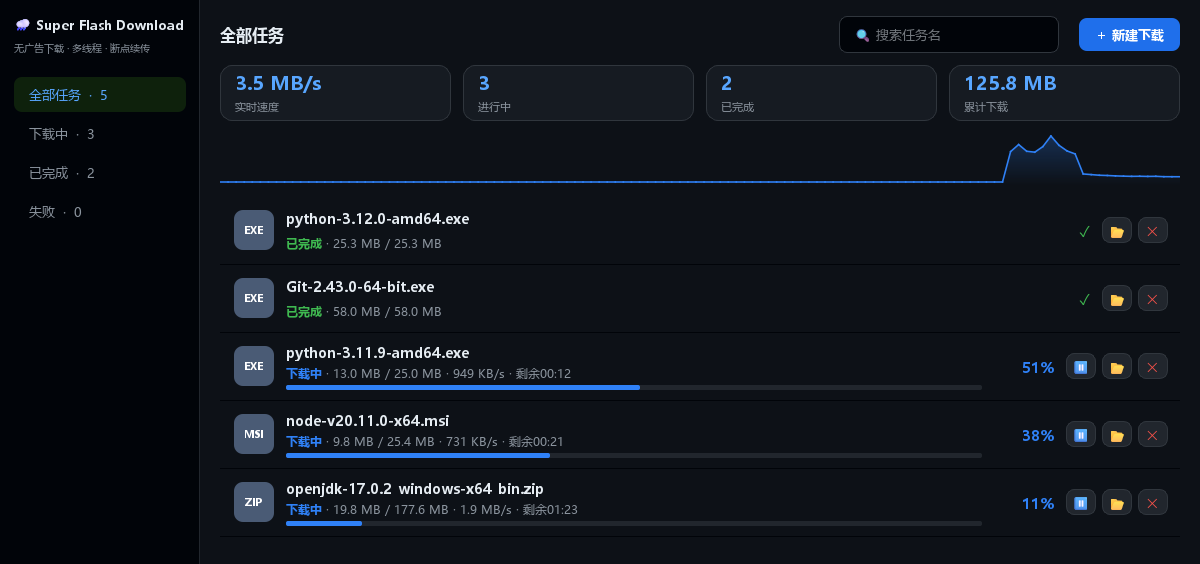 Super Flash Download
无广告下载 · 多线程 · 断点续传
全部任务 · 5
下载中 · 3
已完成 · 2
失败 · 0
全部任务
搜索任务名
+ 新建下载
3.5 MB/s
实时速度
3
进行中
2
已完成
125.8 MB
累计下载
EXE
python-3.12.0-amd64.exe
已完成 · 25.3 MB / 25.3 MB
✓
EXE
Git-2.43.0-64-bit.exe
已完成 · 58.0 MB / 58.0 MB
✓
EXE
python-3.11.9-amd64.exe
下载中 · 13.0 MB / 25.0 MB · 949 KB/s · 剩余00:12
51%
MSI
node-v20.11.0-x64.msi
下载中 · 9.8 MB / 25.4 MB · 731 KB/s · 剩余00:21
38%
ZIP
openjdk-17.0.2 windows-x64 bin.zip
下载中 · 19.8 MB / 177.6 MB · 1.9 MB/s · 剩余01:23
11%